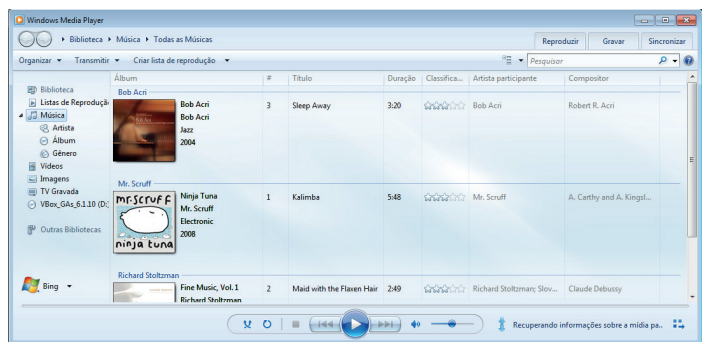 Windows Media Player
Biblioteca Música Todas as Músicas
Reproduzir Gravar Sincronizar
Organizar Transmitir Criar lista de reprodução Pesquisar
Álbum # Título Duração Classifica... Artista participante Compositor
Biblioteca
Listas de Reproduçã
Música
Artista
Álbum
Gênero
Vídeos
Imagens
TV Gravada
VBox_GAs_6.1.10 (D:)
Outras Bibliotecas
Bing
Bob Acri
Bob Acri 3 Sleep Away 3:20 Bob Acri Robert R. Acri
Bob Acri
Jazz
2004
Mr. Scruff
mr.scruff
ninja tuna
Ninja Tuna 1 Kalimba 5:48 Mr. Scruff A. Carthy and A. Kingsl...
Mr. Scruff
Electronic
2008
Richard Stoltzman
Fine Music, Vol. 1 2 Maid with the Flaxen Hair 2:49 Richard Stoltzman; Slov... Claude Debussy
Richard Stoltzman
Recuperando informações sobre a mídia pa..